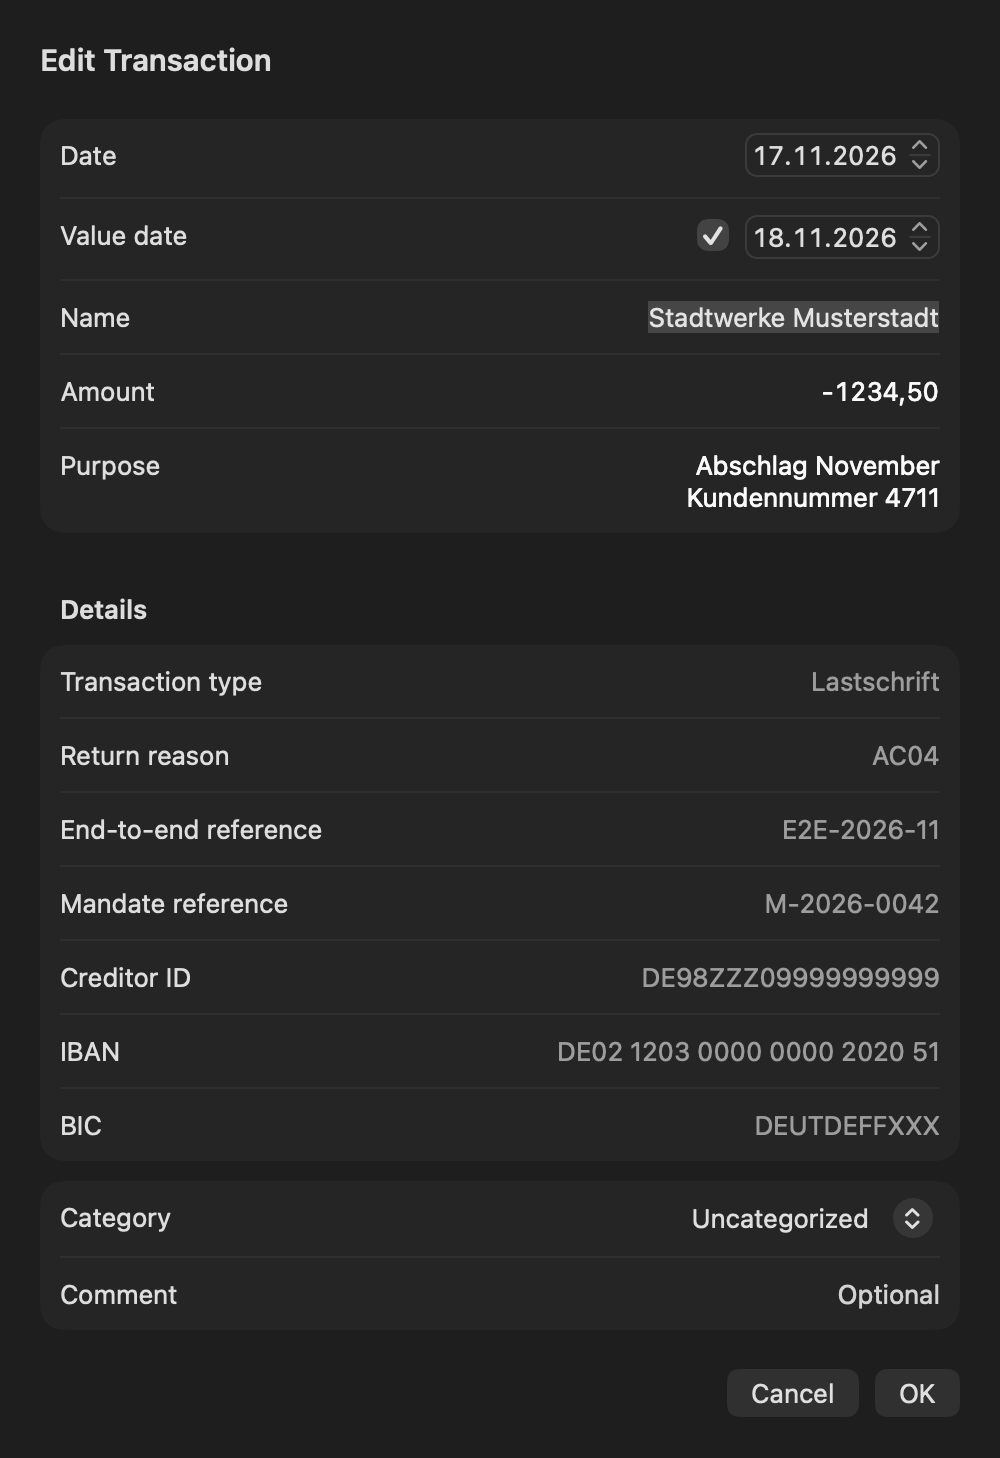 Edit Transaction
Date 17.11.2026
Value date 18.11.2026
Name Stadtwerke Musterstadt
Amount -1234,50
Purpose Abschlag November
Kundennummer 4711
Details
Transaction type Lastschrift
Return reason AC04
End-to-end reference E2E-2026-11
Mandate reference M-2026-0042
Creditor ID DE98ZZZ09999999999
IBAN DE02 1203 0000 0000 2020 51
BIC DEUTDEFFXXX
Category Uncategorized
Comment Optional
Cancel OK